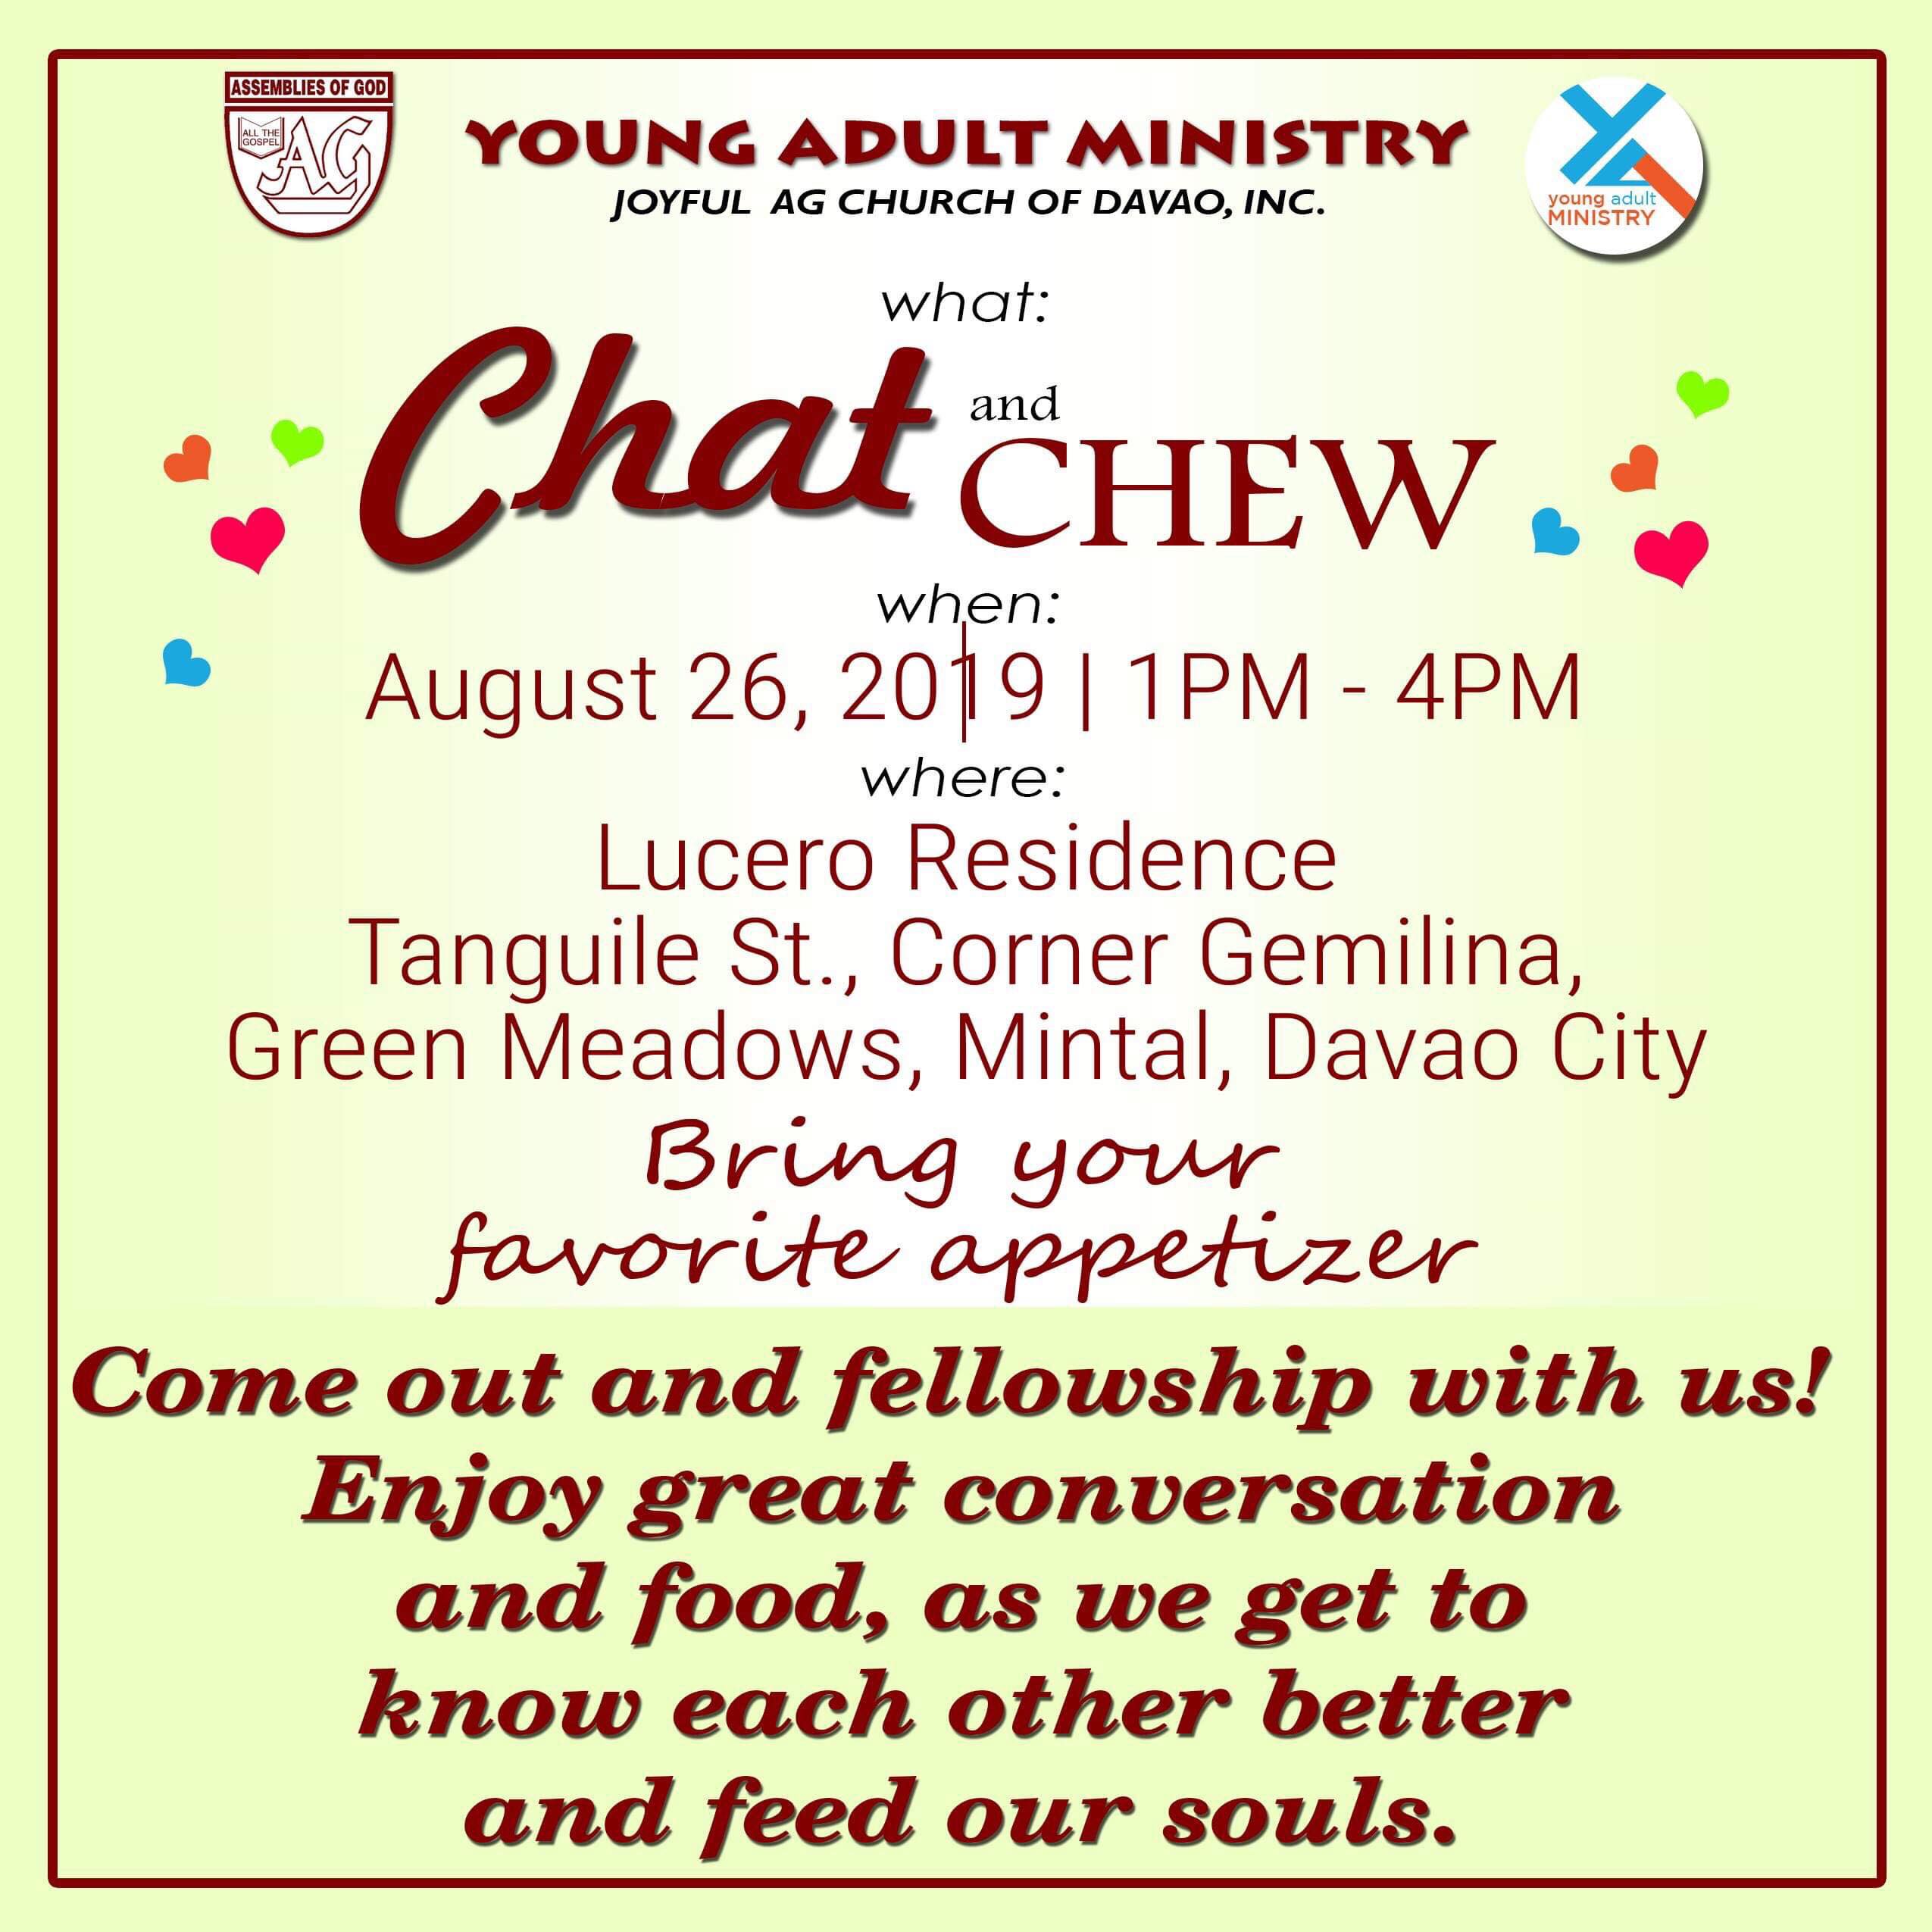 ASSEMBLIES OF GOD
ALL THE
GOSPEL
AG
YOUNG ADULT MINISTRY
JOYFUL AG CHURCH OF DAVAO, INC.
young adult
MINISTRY
what:
Chat and CHEW
when:
August 26, 2019 | 1PM - 4PM
where:
Lucero Residence
Tanguile St., Corner Gemilina,
Green Meadows, Mintal, Davao City
Bring your
favorite appetizer
Come out and fellowship with us!
Enjoy great conversation
and food, as we get to
know each other better
and feed our souls.